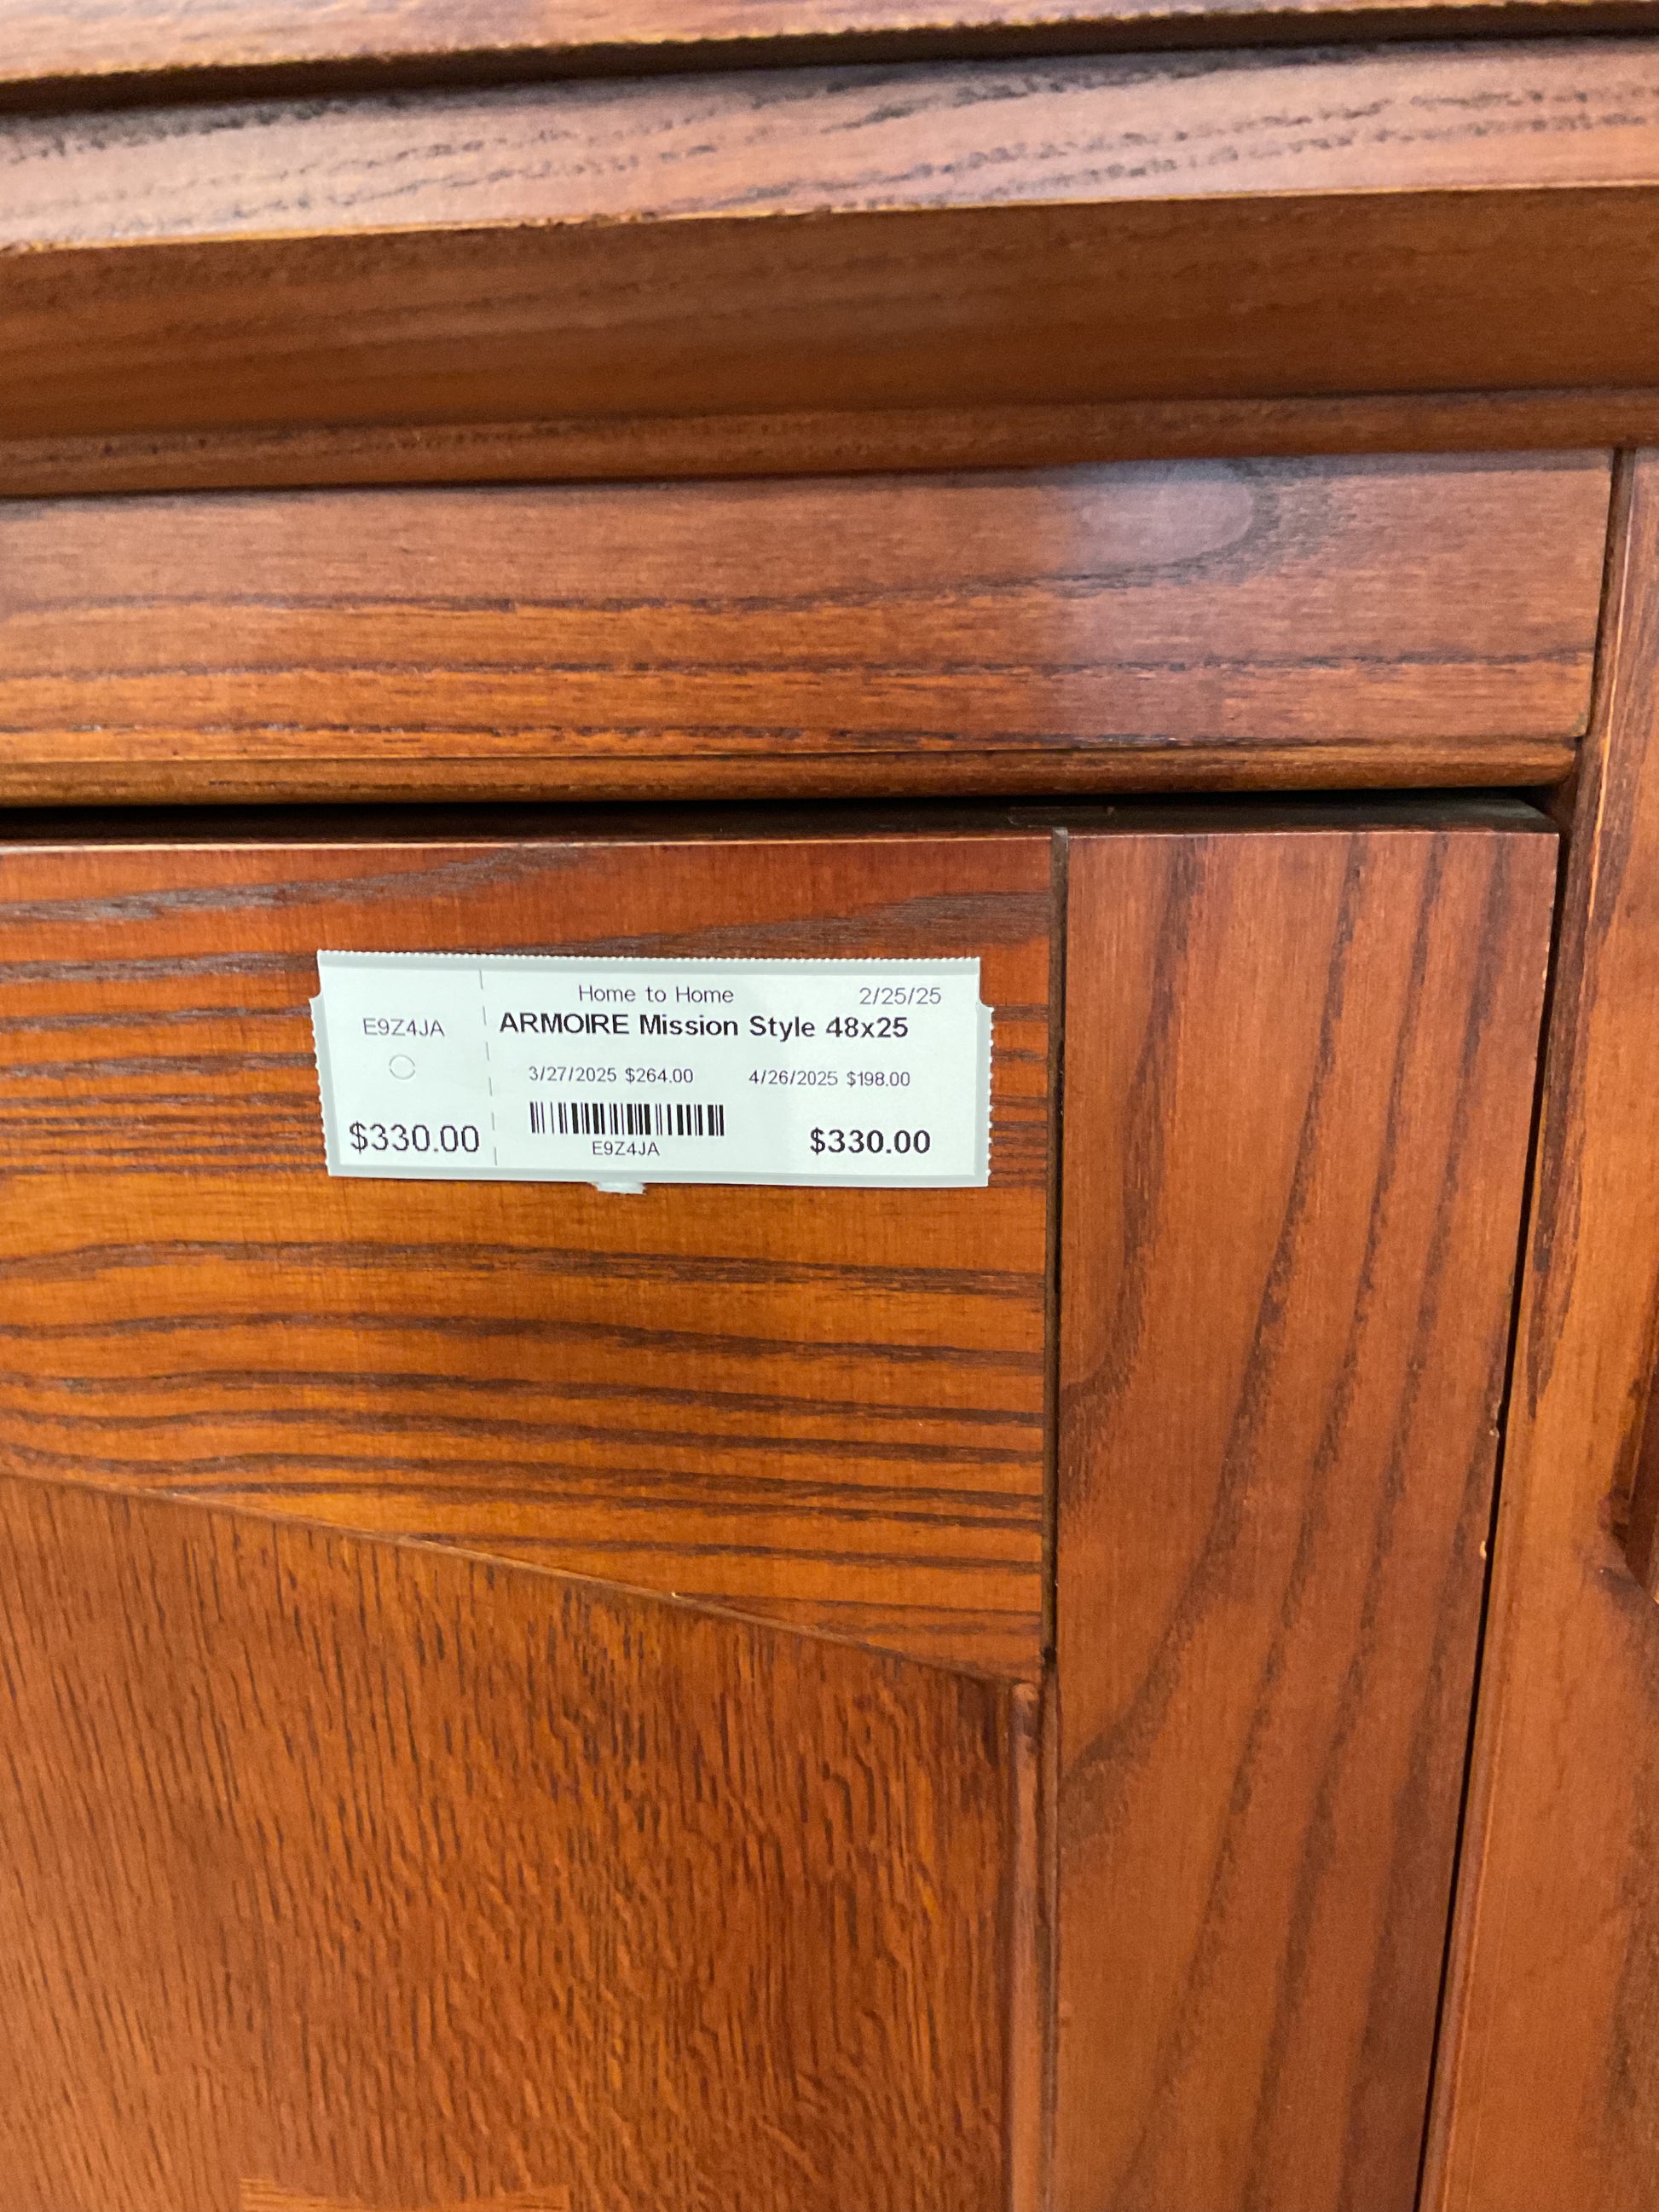 E9Z4JA
$330.00
Home to Home 2/25/25
ARMOIRE Mission Style 48x25
3/27/2025 $264.00 4/26/2025 $198.00
E9Z4JA
$330.00